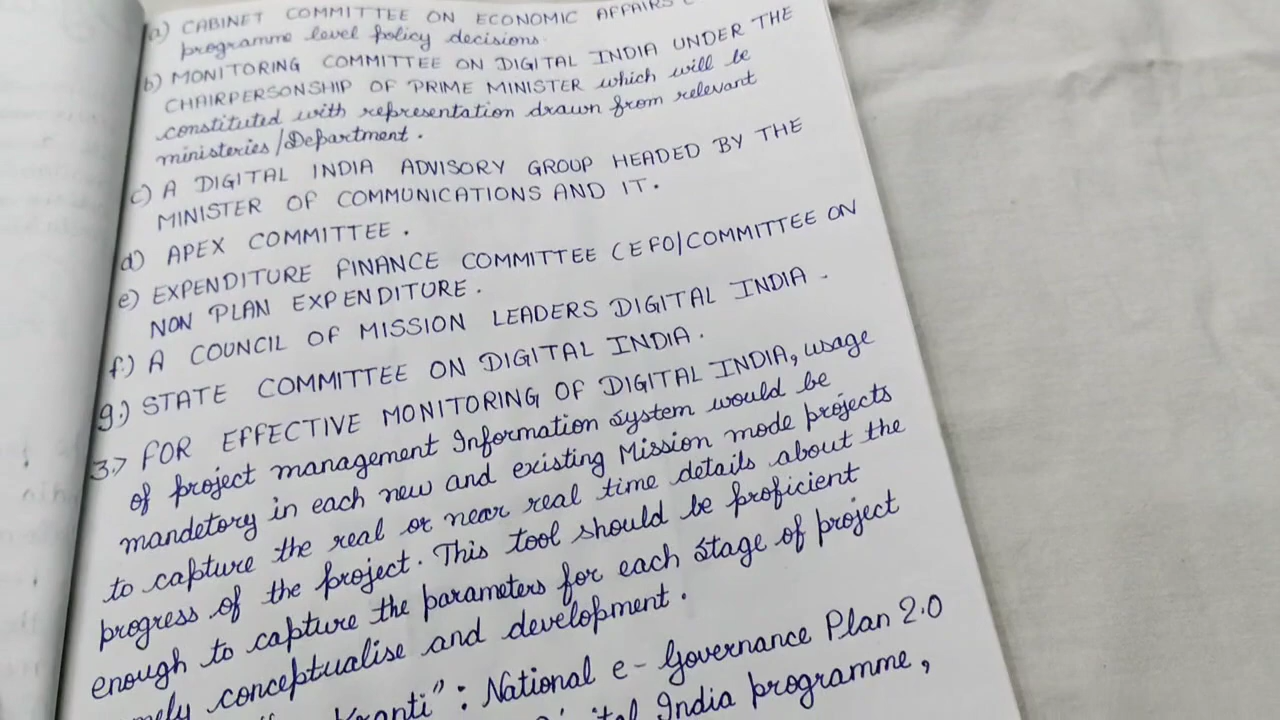 a) CABINET COMMITTEE ON ECONOMIC AFFAIRS
programme level policy decisions.
b) MONITORING COMMITTEE ON DIGITAL INDIA UNDER THE
CHAIRPERSONSHIP OF PRIME MINISTER which will be
constituted with representation drawn from relevant
ministeries/Department.
c) A DIGITAL INDIA ADVISORY GROUP HEADED BY THE
MINISTER OF COMMUNICATIONS AND IT.
d) APEX COMMITTEE.
e) EXPENDITURE FINANCE COMMITTEE (EFO/COMMITTEE ON
NON PLAN EXPENDITURE.
f.) A COUNCIL OF MISSION LEADERS DIGITAL INDIA.
g.) STATE COMMITTEE ON DIGITAL INDIA.
3.> FOR EFFECTIVE MONITORING OF DIGITAL INDIA, usage
of project management Information System would be
mandetory in each new and existing Mission mode projects
to capture the real or near real time details about the
progress of the project. This tool should be proficient
enough to capture the parameters for each stage of project
conceptualise and development.
": National e-Governance Plan 2.0
India programme,